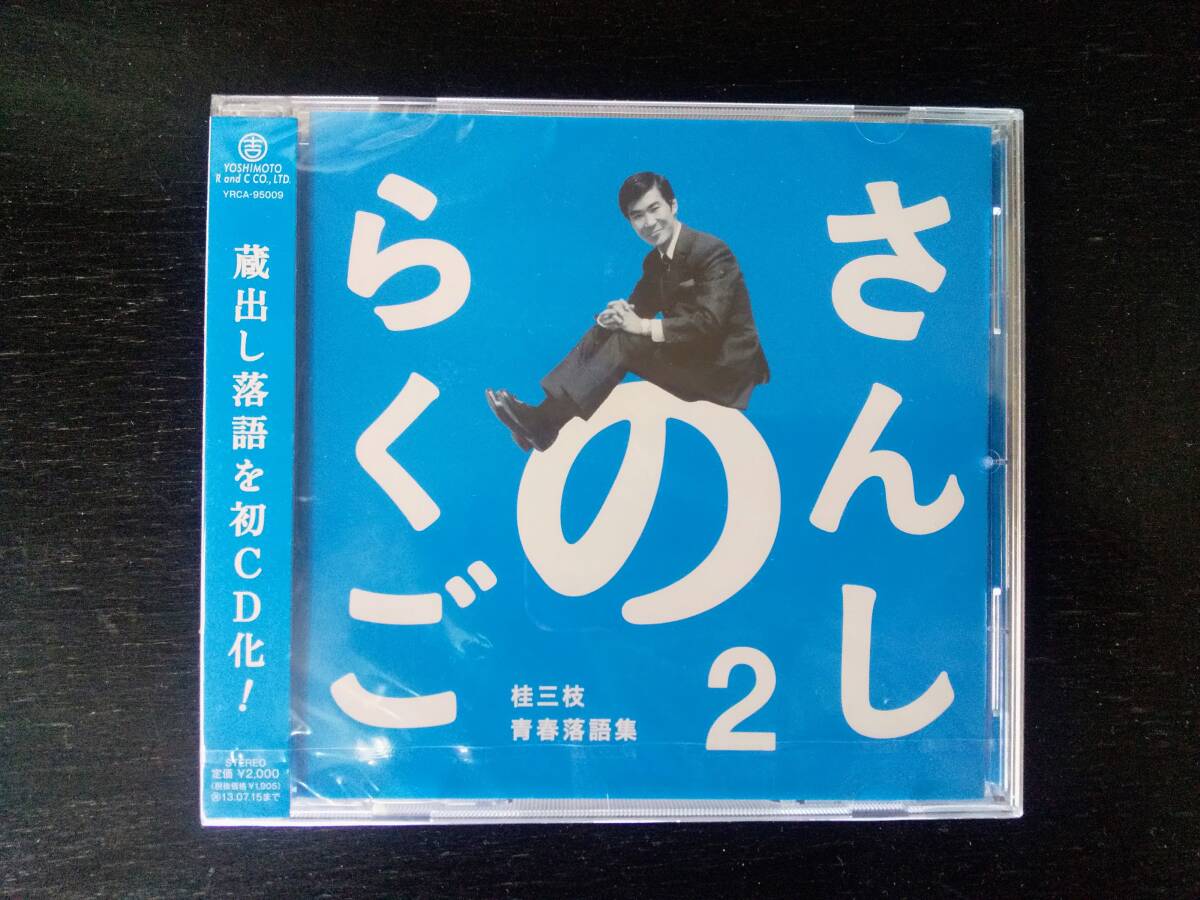 吉
YOSHIMOTO
R and C CO., LTD.
YRCA-95009
蔵出し落語を初CD化!
STEREO
定価 ¥2,000
(税抜価格¥1,905)
Ⓨ13.07.15まで
さんし
の
らくご
2
桂三枝
青春落語集